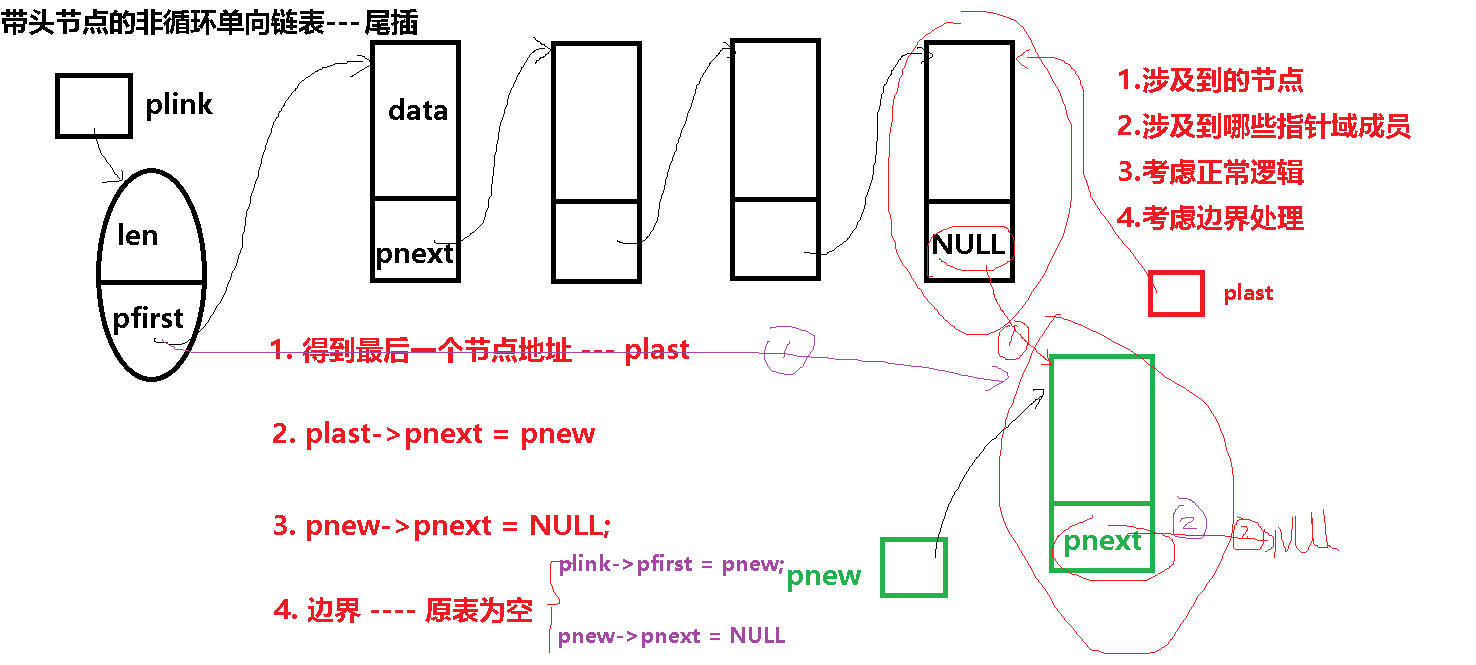 带头节点的非循环单向链表---尾插
plink
len
pfirst
data
pnext
NULL
1.涉及到的节点
2.涉及到哪些指针域成员
3.考虑正常逻辑
4.考虑边界处理
plast
1. 得到最后一个节点地址 --- plast
1
1
2. plast->pnext = pnew
3. pnew->pnext = NULL;
4. 边界 ---- 原表为空
plink->pfirst = pnew;
pnew->pnext = NULL
pnew
pnext
2
2
NULL